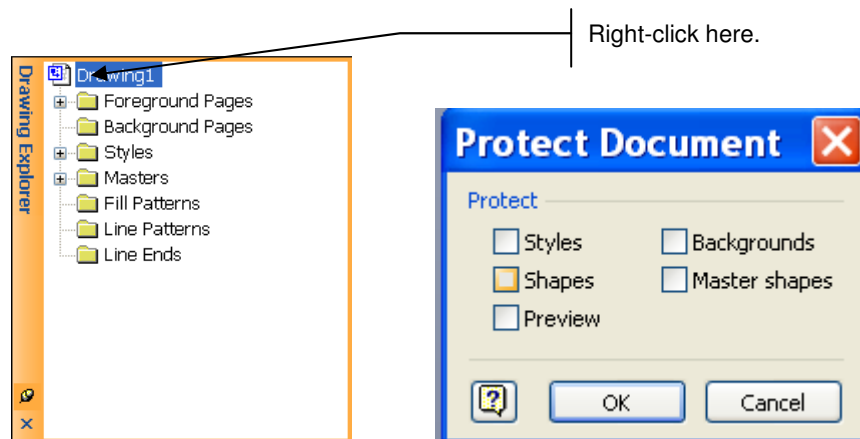 Right-click here.
Drawing Explorer
Drawing1
Foreground Pages
Background Pages
Styles
Masters
Fill Patterns
Line Patterns
Line Ends
Protect Document
Protect
Styles
Backgrounds
Shapes
Master shapes
Preview
OK
Cancel